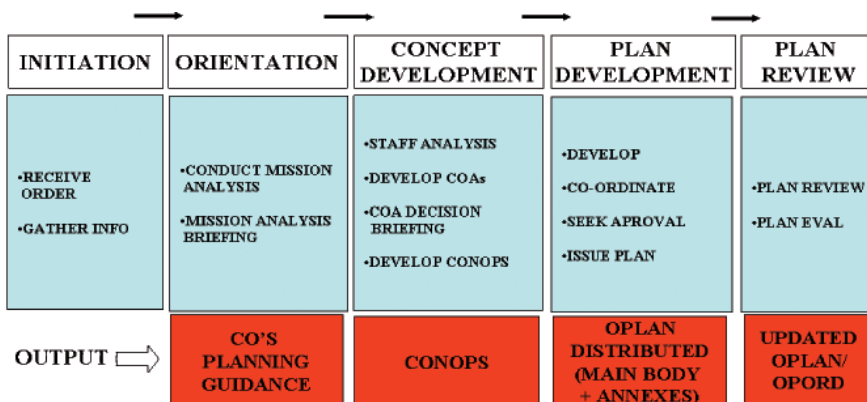 INITIATION
ORIENTATION
CONCEPT
DEVELOPMENT
PLAN
DEVELOPMENT
PLAN
REVIEW
•RECEIVE
ORDER
•GATHER INFO
•CONDUCT MISSION
ANALYSIS
•MISSION ANALYSIS
BRIEFING
•STAFF ANALYSIS
•DEVELOP COAs
•COA DECISION
BRIEFING
•DEVELOP CONOPS
•DEVELOP
•CO-ORDINATE
•SEEK APROVAL
•ISSUE PLAN
•PLAN REVIEW
•PLAN EVAL
OUTPUT
CO'S
PLANNING
GUIDANCE
CONOPS
OPLAN
DISTRIBUTED
(MAIN BODY
+ ANNEXES)
UPDATED
OPLAN/
OPORD